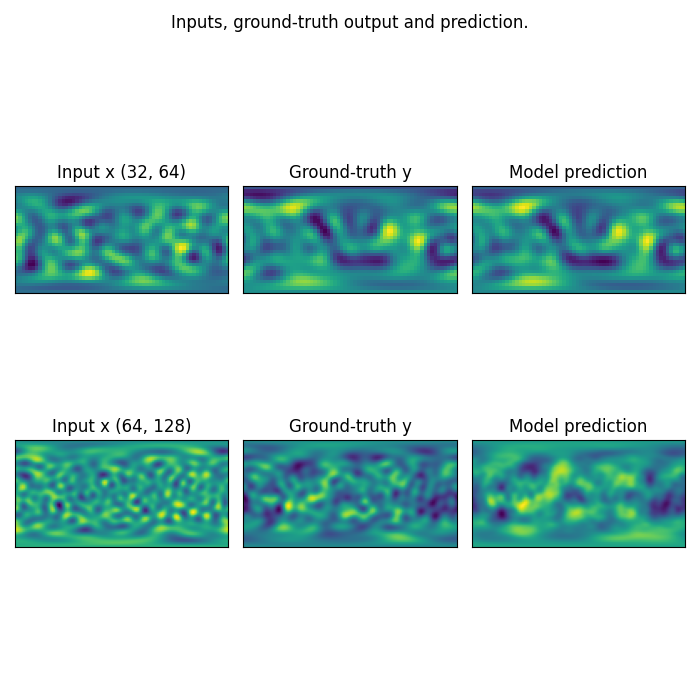 Inputs, ground-truth output and prediction.
Input x (32, 64)
Ground-truth y
Model prediction
Input x (64, 128)
Ground-truth y
Model prediction